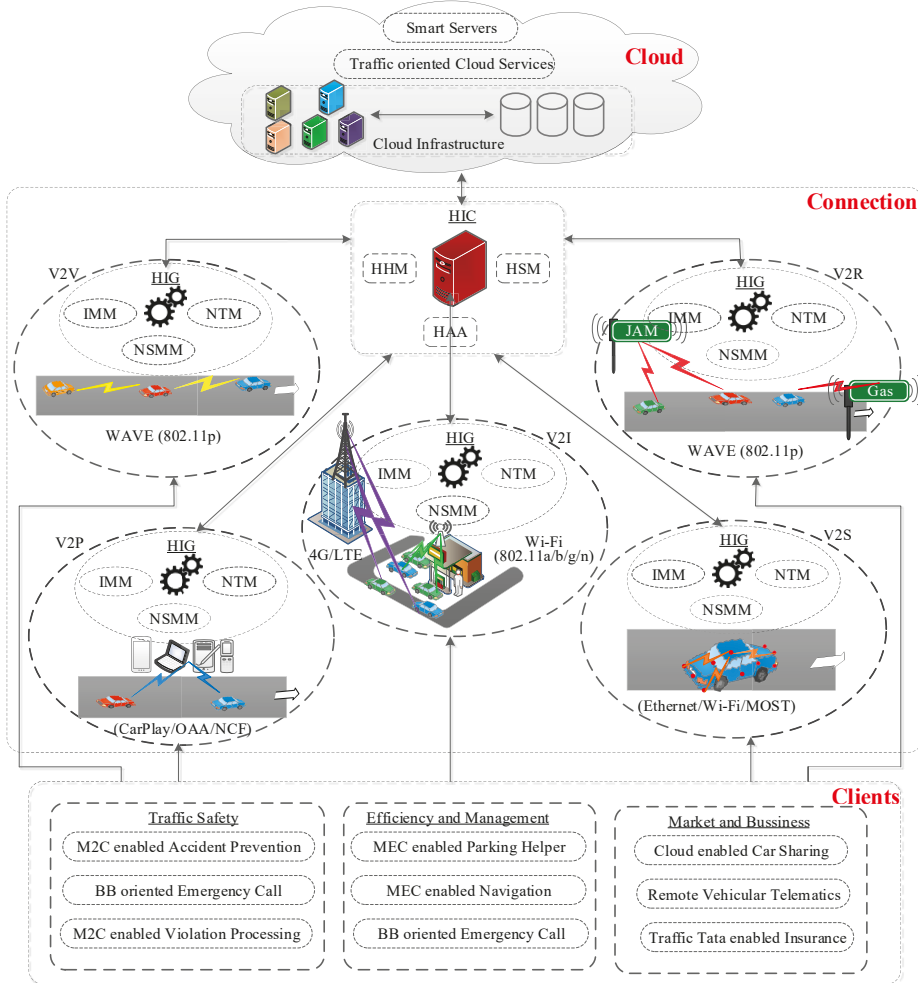 Smart Servers
Cloud
Traffic oriented Cloud Services
Cloud Infrastructure
Connection
HIC
HHM
HSM
HAA
V2V
HIG
IMM
NTM
NSMM
WAVE (802.11p)
V2R
HIG
IMM
NTM
NSMM
JAM
Gas
WAVE (802.11p)
V2I
HIG
IMM
NTM
NSMM
4G/LTE
Wi-Fi
(802.11a/b/g/n)
V2P
HIG
IMM
NTM
NSMM
(CarPlay/OAA/NCF)
V2S
HIG
IMM
NTM
NSMM
(Ethernet/Wi-Fi/MOST)
Clients
Traffic Safety
M2C enabled Accident Prevention
BB oriented Emergency Call
M2C enabled Violation Processing
Efficiency and Management
MEC enabled Parking Helper
MEC enabled Navigation
BB oriented Emergency Call
Market and Bussiness
Cloud enabled Car Sharing
Remote Vehicular Telematics
Traffic Tata enabled Insurance